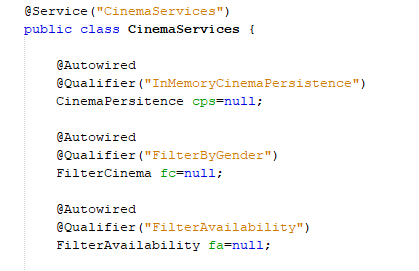 @Service("CinemaServices")
public class CinemaServices {
@Autowired
@Qualifier("InMemoryCinemaPersistence")
CinemaPersitence cps=null;
@Autowired
@Qualifier("FilterByGender")
FilterCinema fc=null;
@Autowired
@Qualifier("FilterAvailability")
FilterAvailability fa=null;